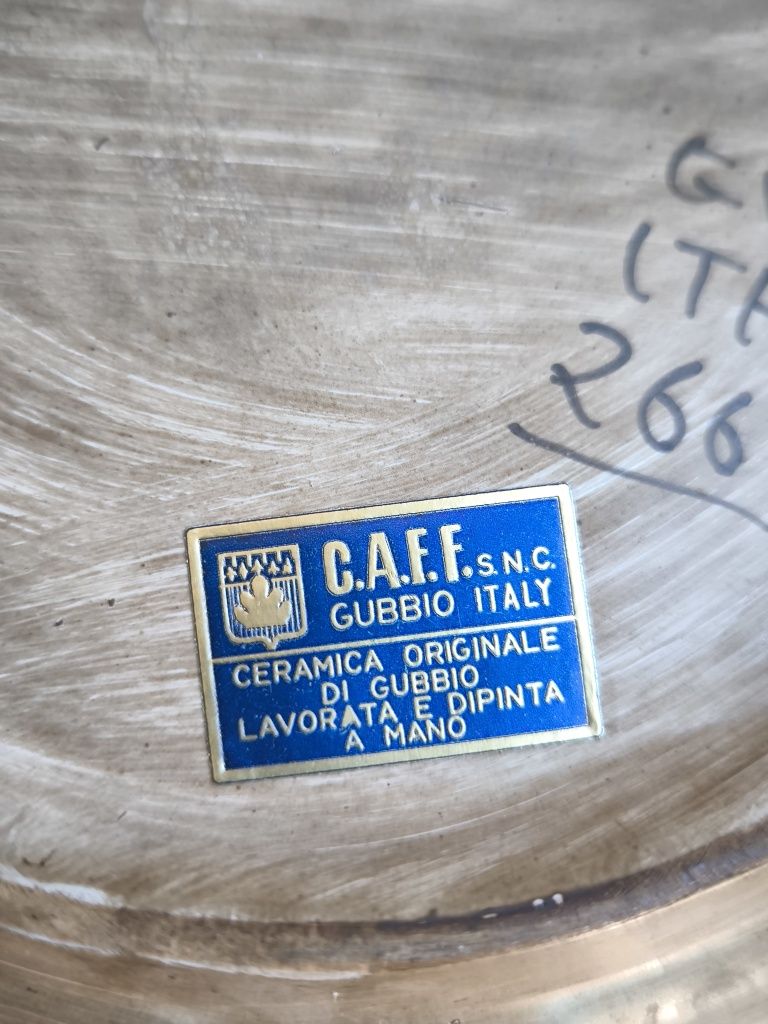 266
C.A.F.F. S.N.C.
GUBBIO ITALY
CERAMICA ORIGINALE
DI GUBBIO
LAVORATA E DIPINTA
A MANO